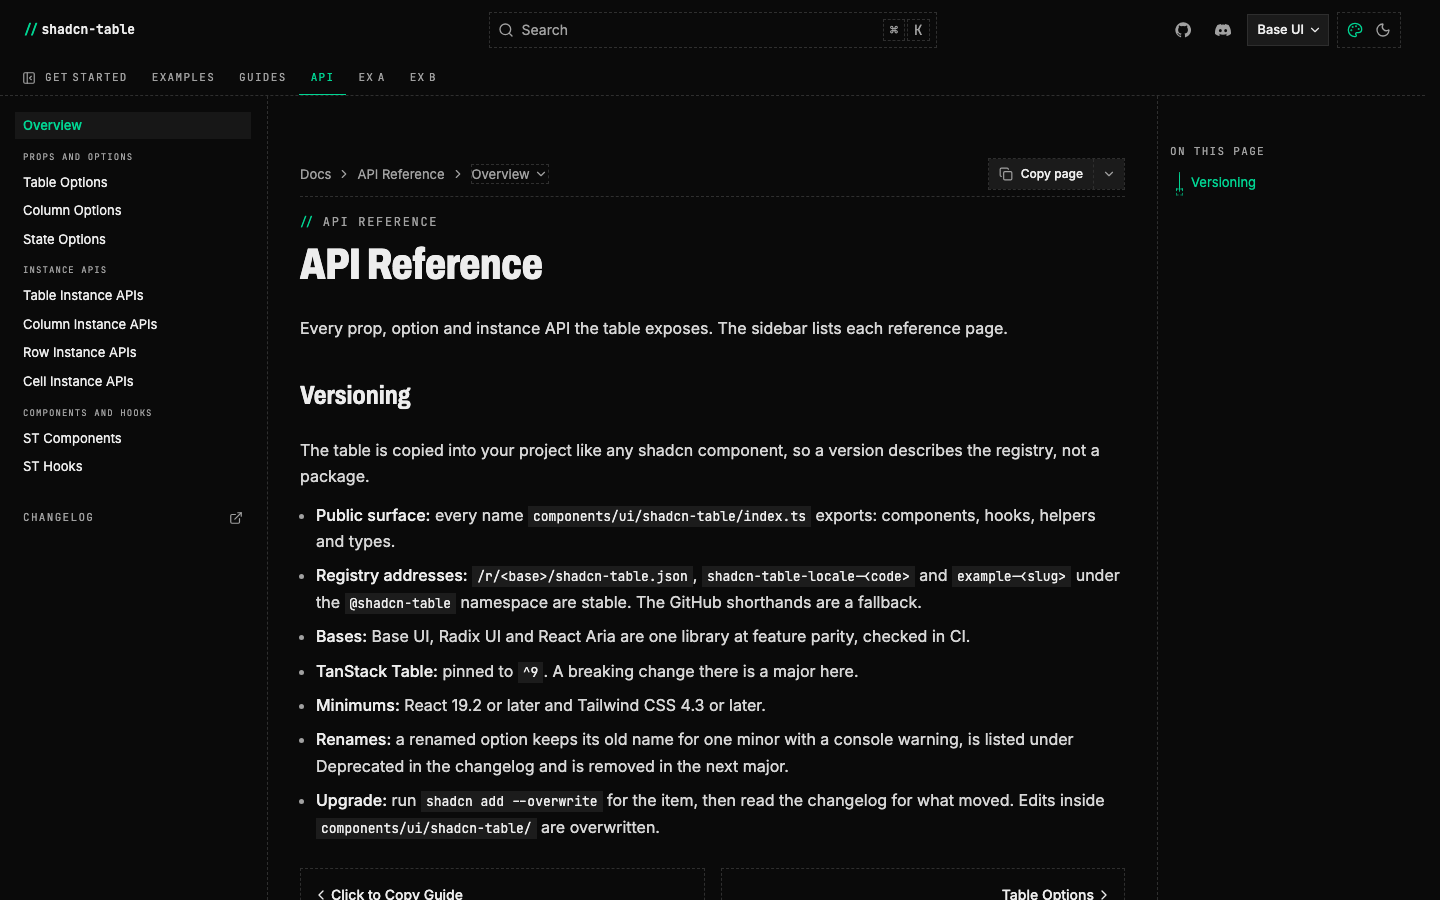 // shadcn-table
Search
⌘ K
Base UI
GET STARTED
EXAMPLES
GUIDES
API
EX A
EX B
Overview
PROPS AND OPTIONS
Table Options
Column Options
State Options
INSTANCE APIS
Table Instance APIs
Column Instance APIs
Row Instance APIs
Cell Instance APIs
COMPONENTS AND HOOKS
ST Components
ST Hooks
CHANGELOG
Docs > API Reference > Overview
Copy page
// API REFERENCE
API Reference
Every prop, option and instance API the table exposes. The sidebar lists each reference page.
Versioning
The table is copied into your project like any shadcn component, so a version describes the registry, not a
package.
• Public surface: every name components/ui/shadcn-table/index.ts exports: components, hooks, helpers
and types.
• Registry addresses: /r/<base>/shadcn-table.json, shadcn-table-locale-<code> and example-<slug> under
the @shadcn-table namespace are stable. The GitHub shorthands are a fallback.
• Bases: Base UI, Radix UI and React Aria are one library at feature parity, checked in CI.
• TanStack Table: pinned to ^9. A breaking change there is a major here.
• Minimums: React 19.2 or later and Tailwind CSS 4.3 or later.
• Renames: a renamed option keeps its old name for one minor with a console warning, is listed under
Deprecated in the changelog and is removed in the next major.
• Upgrade: run shadcn add --overwrite for the item, then read the changelog for what moved. Edits inside
components/ui/shadcn-table/ are overwritten.
Click to Copy Guide
Table Options
ON THIS PAGE
Versioning